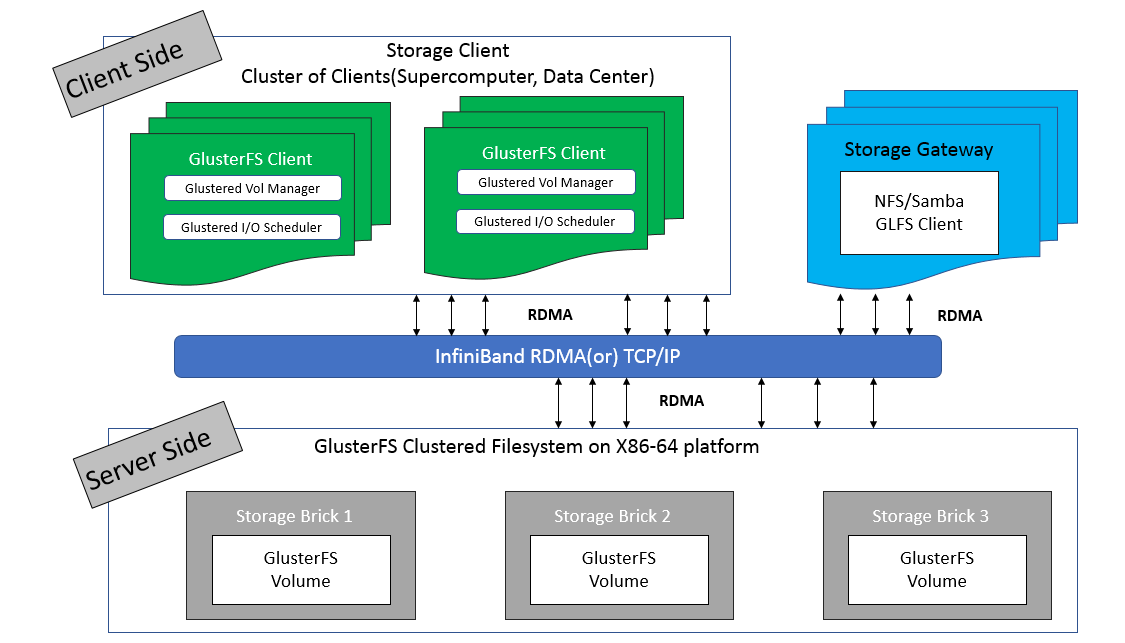 Client Side
Storage Client
Cluster of Clients(Supercomputer, Data Center)
GlusterFS Client
Glustered Vol Manager
Glustered I/O Scheduler
GlusterFS Client
Glustered Vol Manager
Glustered I/O Scheduler
Storage Gateway
NFS/Samba
GLFS Client
RDMA
RDMA
InfiniBand RDMA(or) TCP/IP
RDMA
Server Side
GlusterFS Clustered Filesystem on X86-64 platform
Storage Brick 1
GlusterFS
Volume
Storage Brick 2
GlusterFS
Volume
Storage Brick 3
GlusterFS
Volume